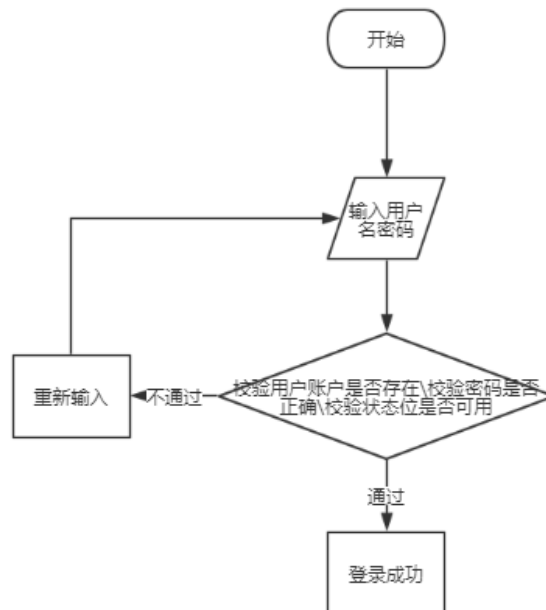 开始
输入用户
名密码
校验用户账户是否存在\校验密码是否
正确\校验状态位是否可用
不通过
重新输入
通过
登录成功